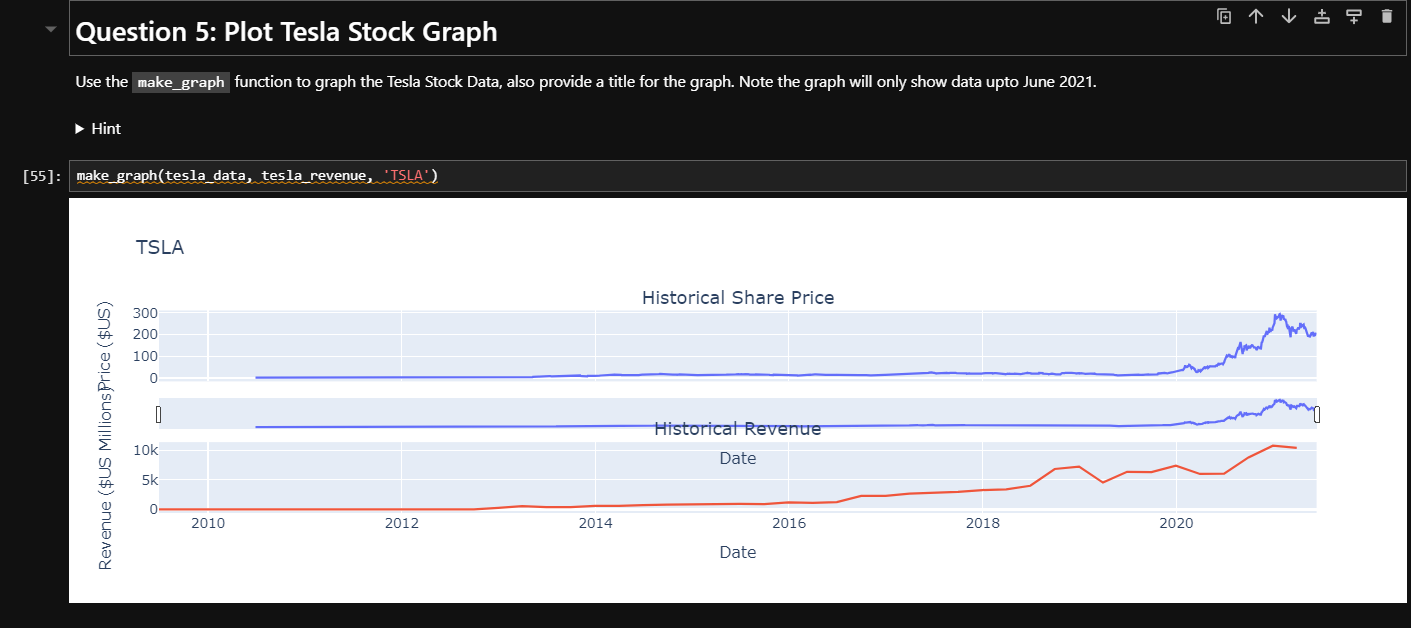 Question 5: Plot Tesla Stock Graph
Use the make_graph function to graph the Tesla Stock Data, also provide a title for the graph. Note the graph will only show data upto June 2021.
Hint
[55]: make_graph(tesla_data, tesla_revenue, 'TSLA')
TSLA
Historical Share Price
Price ($US)
300
200
100
0
Historical Revenue
Date
Revenue ($US Millions)
10k
5k
0
2010 2012 2014 2016 2018 2020
Date